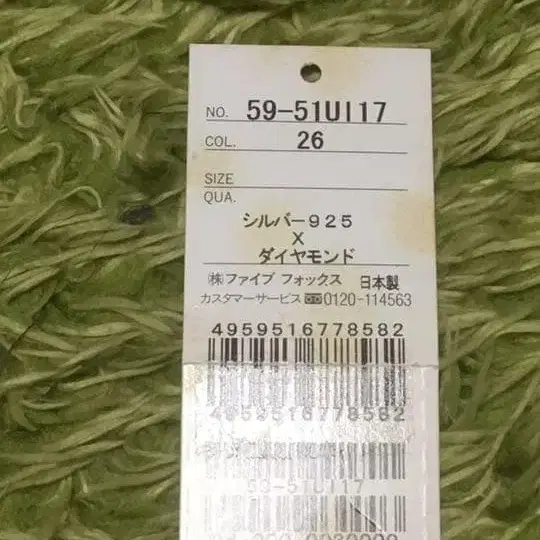 NO. 59-51UI17
COL. 26
SIZE
QUA.
シルバー925
X
ダイヤモンド
㈱ファイブ フォックス 日本製
カスタマーサービス 0120-114563
4959516778582
4959516778582
59-51UI17